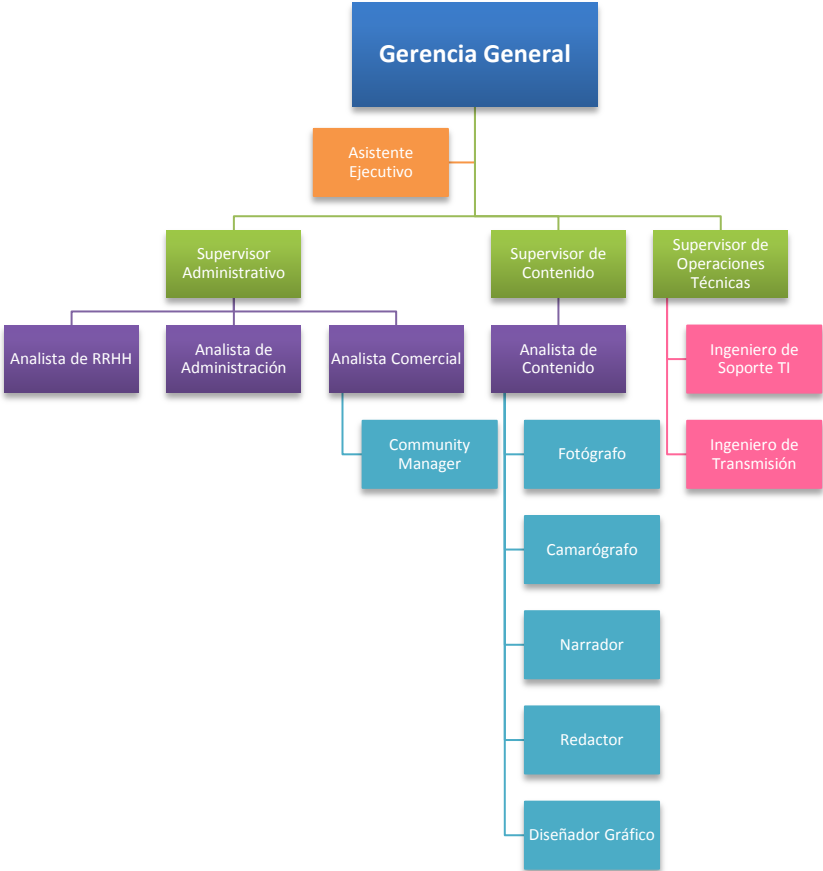 Gerencia General
Asistente
Ejecutivo
Supervisor
Administrativo
Supervisor de
Contenido
Supervisor de
Operaciones
Técnicas
Analista de RRHH
Analista de
Administración
Analista Comercial
Analista de
Contenido
Ingeniero de
Soporte TI
Community
Manager
Fotógrafo
Ingeniero de
Transmisión
Camarógrafo
Narrador
Redactor
Diseñador Gráfico